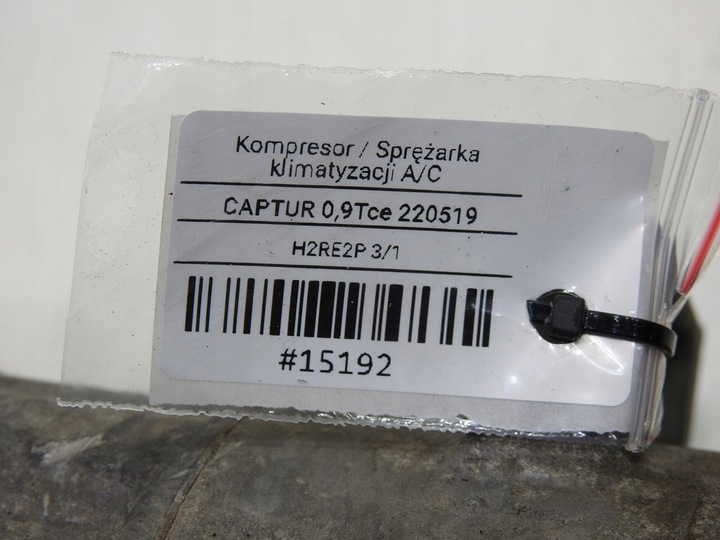 Kompresor / Sprężarka
klimatyzacji A/C
CAPTUR 0,9Tce 220519
H2RE2P 3/1
#15192